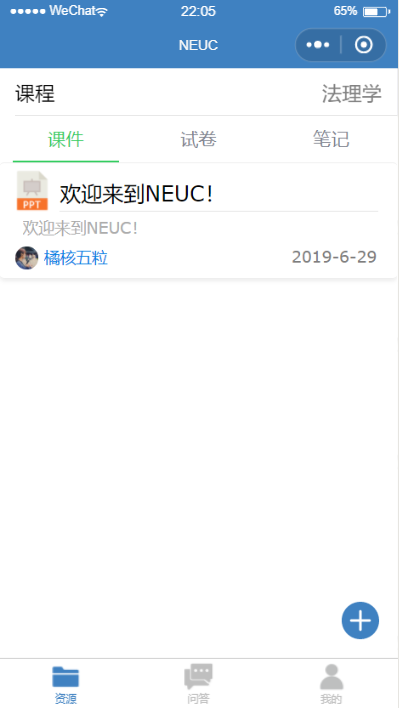 WeChat 22:05 65%
NEUC
课程 法理学
课件 试卷 笔记
PPT
欢迎来到NEUC!
欢迎来到NEUC!
橘核五粒 2019-6-29
资源 问答 我的